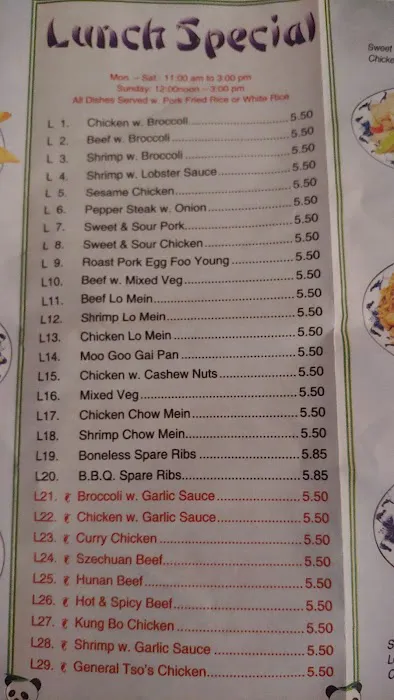 Lunch Special
Mon. - Sat. 11:00 am to 3:00 pm
Sunday: 12:00noon - 3:00 pm
All Dishes Served w. Pork Fried Rice or White Rice
L 1. Chicken w. Broccoli 5.50
L 2. Beef w. Broccoli 5.50
L 3. Shrimp w. Broccoli 5.50
L 4. Shrimp w. Lobster Sauce 5.50
L 5. Sesame Chicken 5.50
L 6. Pepper Steak w. Onion 5.50
L 7. Sweet & Sour Pork 5.50
L 8. Sweet & Sour Chicken 5.50
L 9. Roast Pork Egg Foo Young 5.50
L10. Beef w. Mixed Veg 5.50
L11. Beef Lo Mein 5.50
L12. Shrimp Lo Mein 5.50
L13. Chicken Lo Mein 5.50
L14. Moo Goo Gai Pan 5.50
L15. Chicken w. Cashew Nuts 5.50
L16. Mixed Veg 5.50
L17. Chicken Chow Mein 5.50
L18. Shrimp Chow Mein 5.50
L19. Boneless Spare Ribs 5.85
L20. B.B.Q. Spare Ribs 5.85
L21. Broccoli w. Garlic Sauce 5.50
L22. Chicken w. Garlic Sauce 5.50
L23. Curry Chicken 5.50
L24. Szechuan Beef 5.50
L25. Hunan Beef 5.50
L26. Hot & Spicy Beef 5.50
L27. Kung Bo Chicken 5.50
L28. Shrimp w. Garlic Sauce 5.50
L29. General Tso's Chicken 5.50
Sweet
Chicke